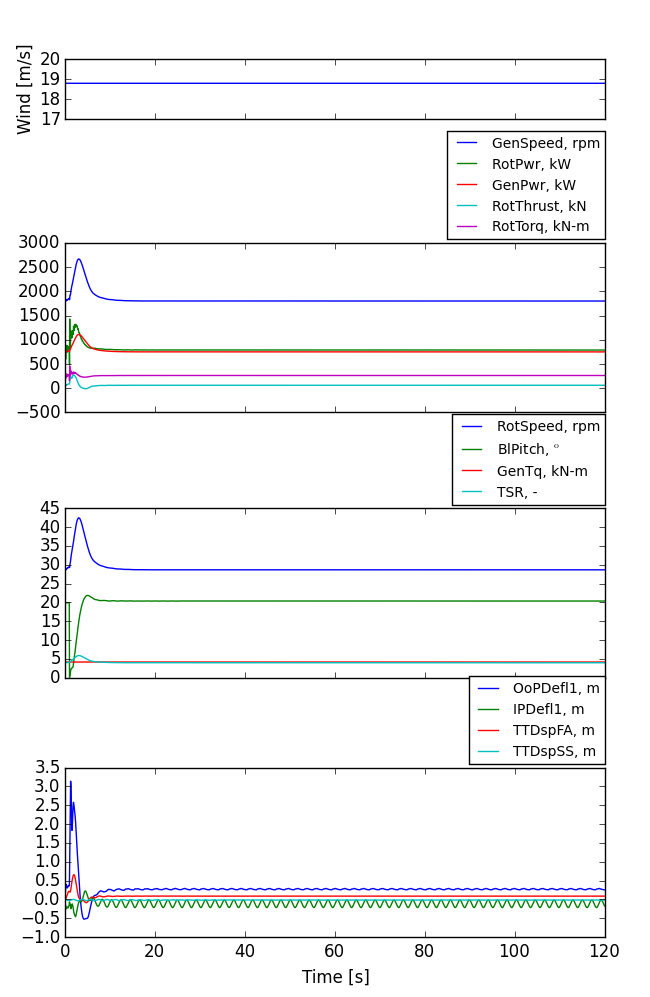 Wind [m/s]
20
19
18
17
GenSpeed, rpm
RotPwr, kW
GenPwr, kW
RotThrust, kN
RotTorq, kN-m
3000
2500
2000
1500
1000
500
0
−500
RotSpeed, rpm
BlPitch, °
GenTq, kN-m
TSR, -
45
40
35
30
25
20
15
10
5
0
OoPDefl1, m
IPDefl1, m
TTDspFA, m
TTDspSS, m
3.5
3.0
2.5
2.0
1.5
1.0
0.5
0.0
−0.5
−1.0
0 20 40 60 80 100 120
Time [s]